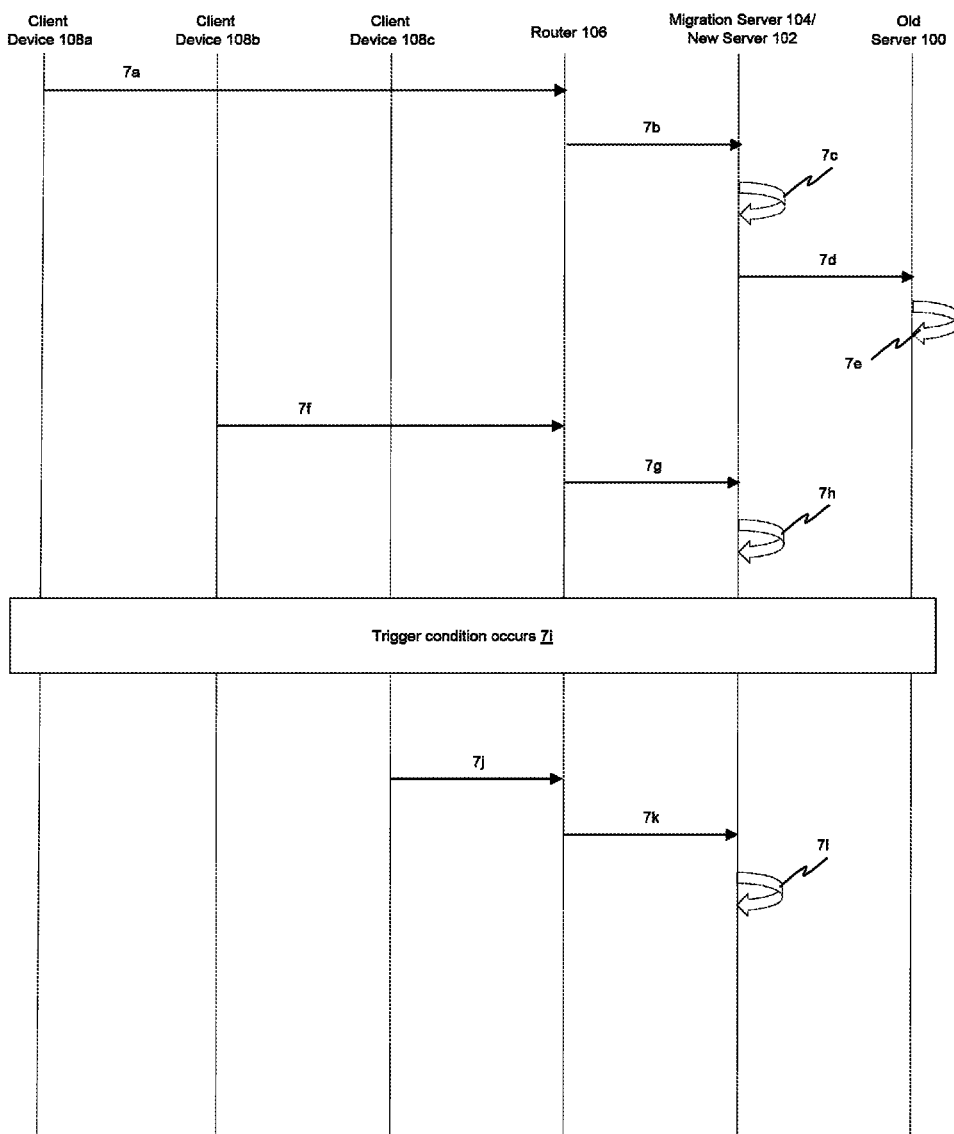 Client
Device 108a
Client
Device 108b
Client
Device 108c
Router 106
Migration Server 104/
New Server 102
Old
Server 100
7a
7b
7c
7d
7e
7f
7g
7h
Trigger condition occurs 7i
7j
7k
7l